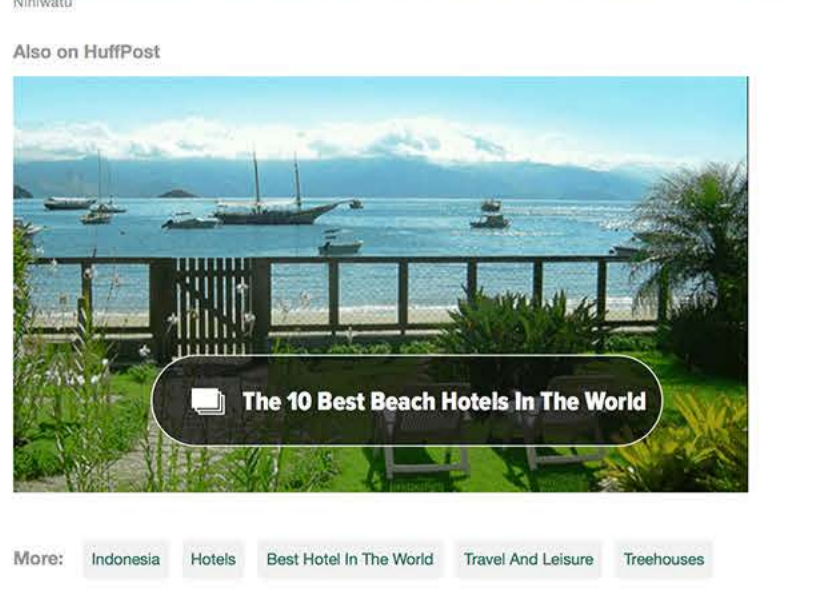 Nihiwatu
Also on HuffPost
The 10 Best Beach Hotels In The World
More: Indonesia Hotels Best Hotel In The World Travel And Leisure Treehouses